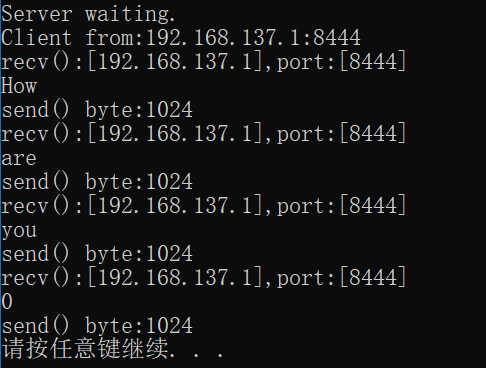 Server waiting.
Client from:192.168.137.1:8444
recv():[192.168.137.1],port:[8444]
How
send() byte:1024
recv():[192.168.137.1],port:[8444]
are
send() byte:1024
recv():[192.168.137.1],port:[8444]
you
send() byte:1024
recv():[192.168.137.1],port:[8444]
0
send() byte:1024
请按任意键继续. . .